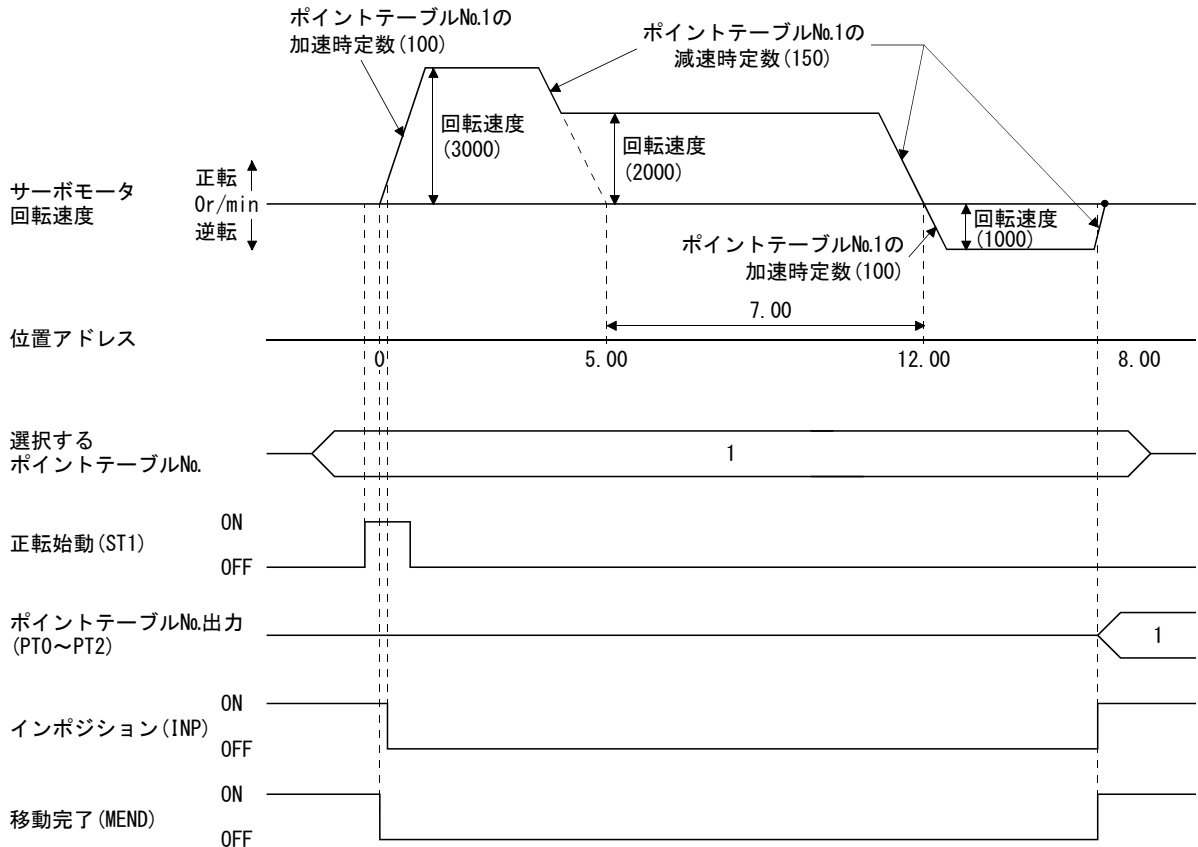 ポイントテーブル№1の
加速時定数(100)
ポイントテーブル№1の
減速時定数(150)
回転速度
(3000)
回転速度
(2000)
サーボモータ
回転速度
正転
0r/min
逆転
回転速度
(1000)
ポイントテーブル№1の
加速時定数(100)
7.00
位置アドレス
0
5.00
12.00
8.00
選択する
ポイントテーブル№.
1
正転始動(ST1)
ON
OFF
ポイントテーブル№出力
(PT0～PT2)
1
インポジション(INP)
ON
OFF
移動完了(MEND)
ON
OFF